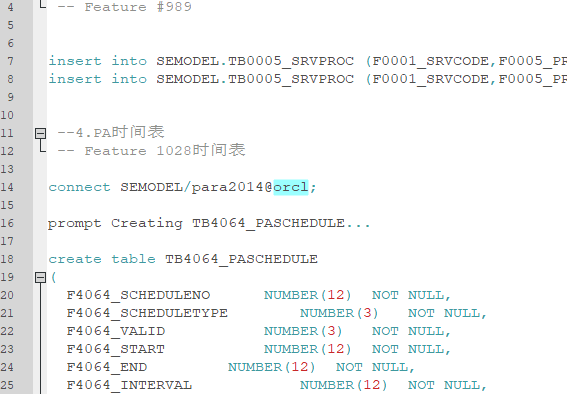 4 -- Feature #989
5
6
7 insert into SEMODEL.TB0005_SRVPROC (F0001_SRVCODE,F0005_PR
8 insert into SEMODEL.TB0005_SRVPROC (F0001_SRVCODE,F0005_PR
9
10
11 --4.PA时间表
12 -- Feature 1028时间表
13
14 connect SEMODEL/para2014@orcl;
15
16 prompt Creating TB4064_PASCHEDULE...
17
18 create table TB4064_PASCHEDULE
19 (
20 F4064_SCHEDULENO NUMBER(12) NOT NULL,
21 F4064_SCHEDULETYPE NUMBER(3) NOT NULL,
22 F4064_VALID NUMBER(3) NOT NULL,
23 F4064_START NUMBER(12) NOT NULL,
24 F4064_END NUMBER(12) NOT NULL,
25 F4064_INTERVAL NUMBER(12) NOT NULL,